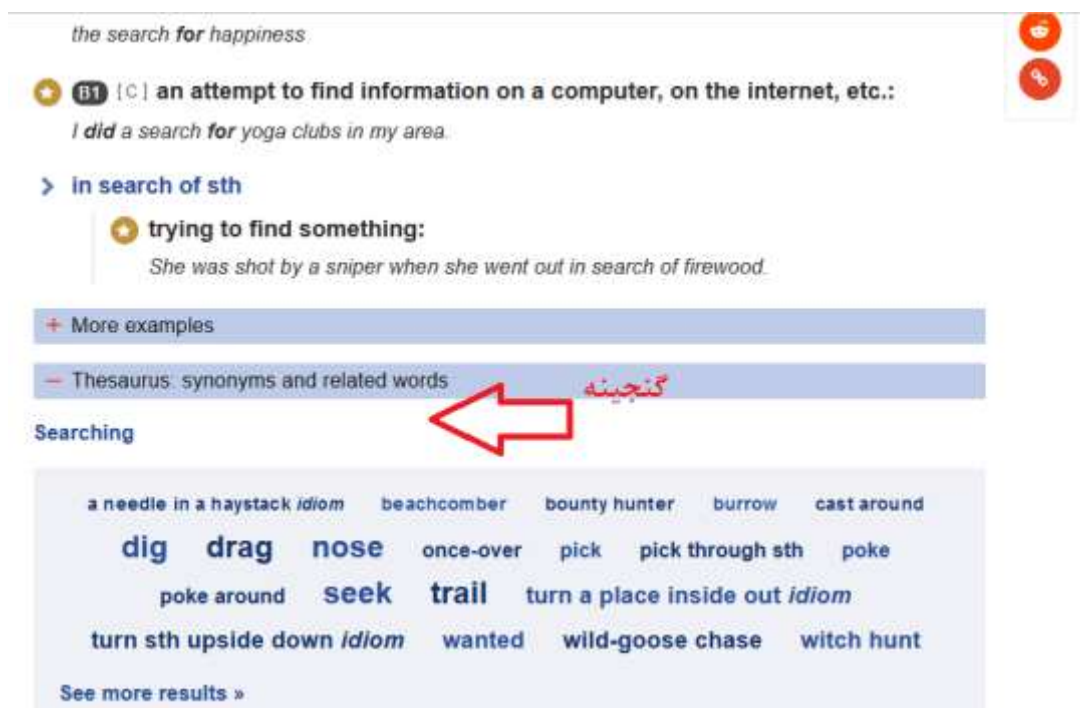 the search for happiness
B1 [C] an attempt to find information on a computer, on the internet, etc.:
I did a search for yoga clubs in my area.
in search of sth
trying to find something:
She was shot by a sniper when she went out in search of firewood.
+ More examples
− Thesaurus: synonyms and related words
گنجینه
Searching
a needle in a haystack idiom beachcomber bounty hunter burrow cast around
dig drag nose once-over pick pick through sth poke
poke around seek trail turn a place inside out idiom
turn sth upside down idiom wanted wild-goose chase witch hunt
See more results »